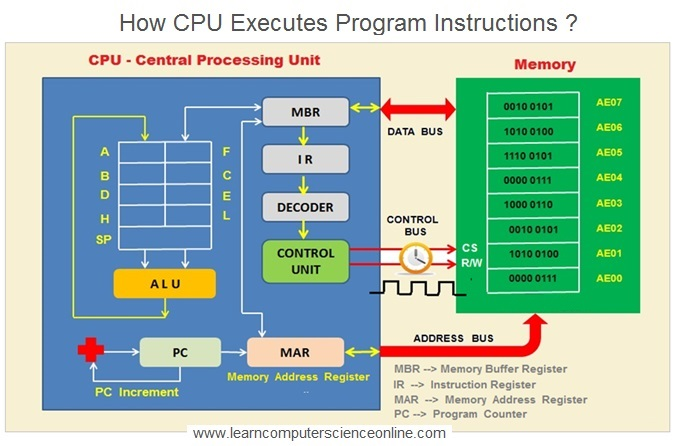 How CPU Executes Program Instructions ?
CPU - Central Processing Unit
Memory
MBR
DATA BUS
0010 0101 AE07
1010 0100 AE06
1110 0101 AE05
0000 0111 AE04
1000 0110 AE03
0010 0101 AE02
1010 0100 AE01
0000 0111 AE00
A F
B C
D E
H L
SP
I R
DECODER
CONTROL
UNIT
CONTROL
BUS
CS
R/W
A L U
PC
PC Increment
MAR
Memory Address Register
..
ADDRESS BUS
MBR --> Memory Buffer Register
IR --> Instruction Register
MAR --> Memory Address Register
PC --> Program Counter
www.learncomputerscienceonline.com